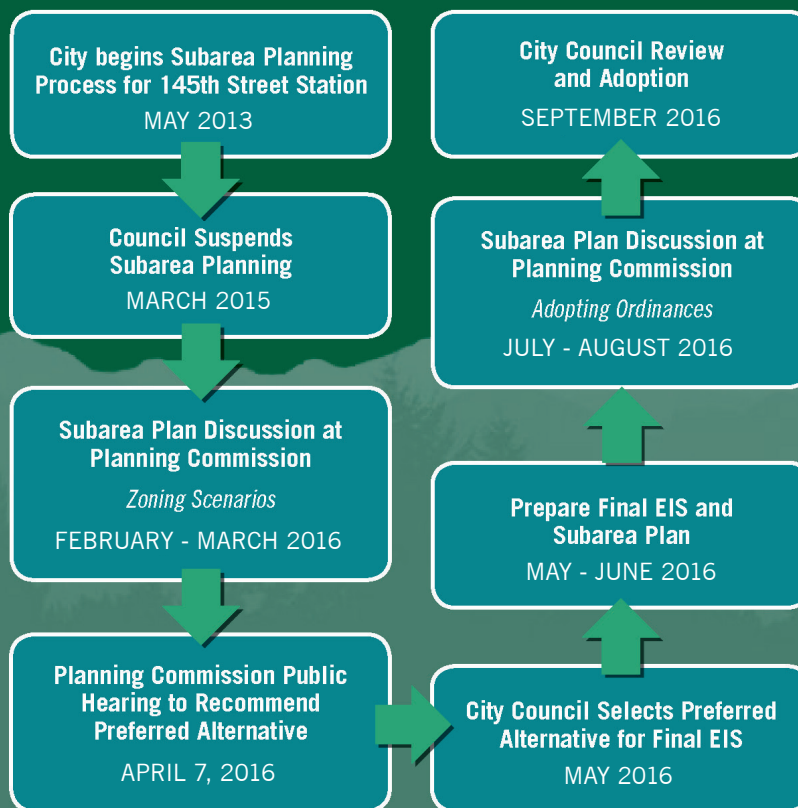 City begins Subarea Planning
Process for 145th Street Station
MAY 2013
Council Suspends
Subarea Planning
MARCH 2015
Subarea Plan Discussion at
Planning Commission
Zoning Scenarios
FEBRUARY - MARCH 2016
Planning Commission Public
Hearing to Recommend
Preferred Alternative
APRIL 7, 2016
City Council Selects Preferred
Alternative for Final EIS
MAY 2016
Prepare Final EIS and
Subarea Plan
MAY - JUNE 2016
Subarea Plan Discussion at
Planning Commission
Adopting Ordinances
JULY - AUGUST 2016
City Council Review
and Adoption
SEPTEMBER 2016